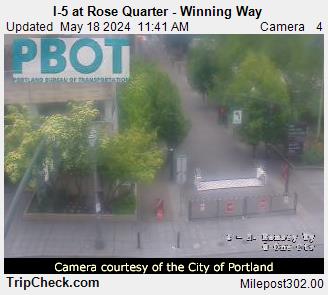 I-5 at Rose Quarter - Winning Way
Updated May 18 2024 11:41 AM Camera 4
PBOT
PORTLAND BUREAU OF TRANSPORTATION
Camera courtesy of the City of Portland
TripCheck.com Milepost302.00